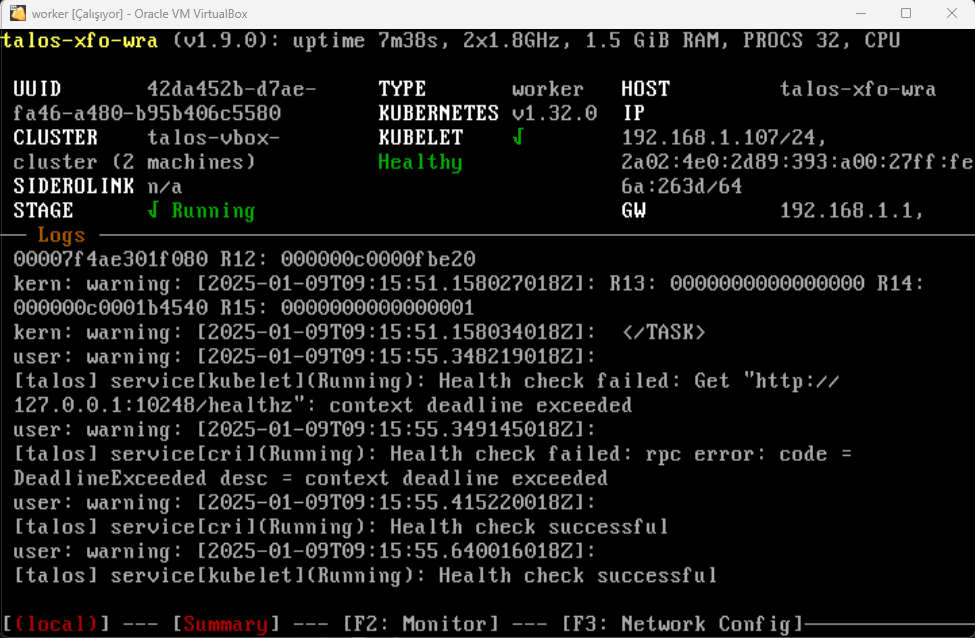 worker [Çalışıyor] - Oracle VM VirtualBox
talos-xfo-wra (v1.9.0): uptime 7m38s, 2x1.8GHz, 1.5 GiB RAM, PROCS 32, CPU
UUID 42da452b-d7ae- TYPE worker HOST talos-xfo-wra
fa46-a480-b95b406c5580 KUBERNETES v1.32.0 IP
CLUSTER talos-vbox- KUBELET √ 192.168.1.107/24,
cluster (2 machines) Healthy 2a02:4e0:2d89:393:a00:27ff:fe
SIDEROLINK n/a 6a:263d/64
STAGE √ Running GW 192.168.1.1,
Logs
00007f4ae301f080 R12: 000000c0000fbe20
kern: warning: [2025-01-09T09:15:51.158027018Z]: R13: 0000000000000000 R14:
000000c0001b4540 R15: 0000000000000001
kern: warning: [2025-01-09T09:15:51.158034018Z]: </TASK>
user: warning: [2025-01-09T09:15:55.348219018Z]:
[talos] service[kubelet](Running): Health check failed: Get "http://
127.0.0.1:10248/healthz": context deadline exceeded
user: warning: [2025-01-09T09:15:55.349145018Z]:
[talos] service[cri](Running): Health check failed: rpc error: code =
DeadlineExceeded desc = context deadline exceeded
user: warning: [2025-01-09T09:15:55.415220018Z]:
[talos] service[cri](Running): Health check successful
user: warning: [2025-01-09T09:15:55.640016018Z]:
[talos] service[kubelet](Running): Health check successful
[(local)] --- [Summary] --- [F2: Monitor] --- [F3: Network Config]